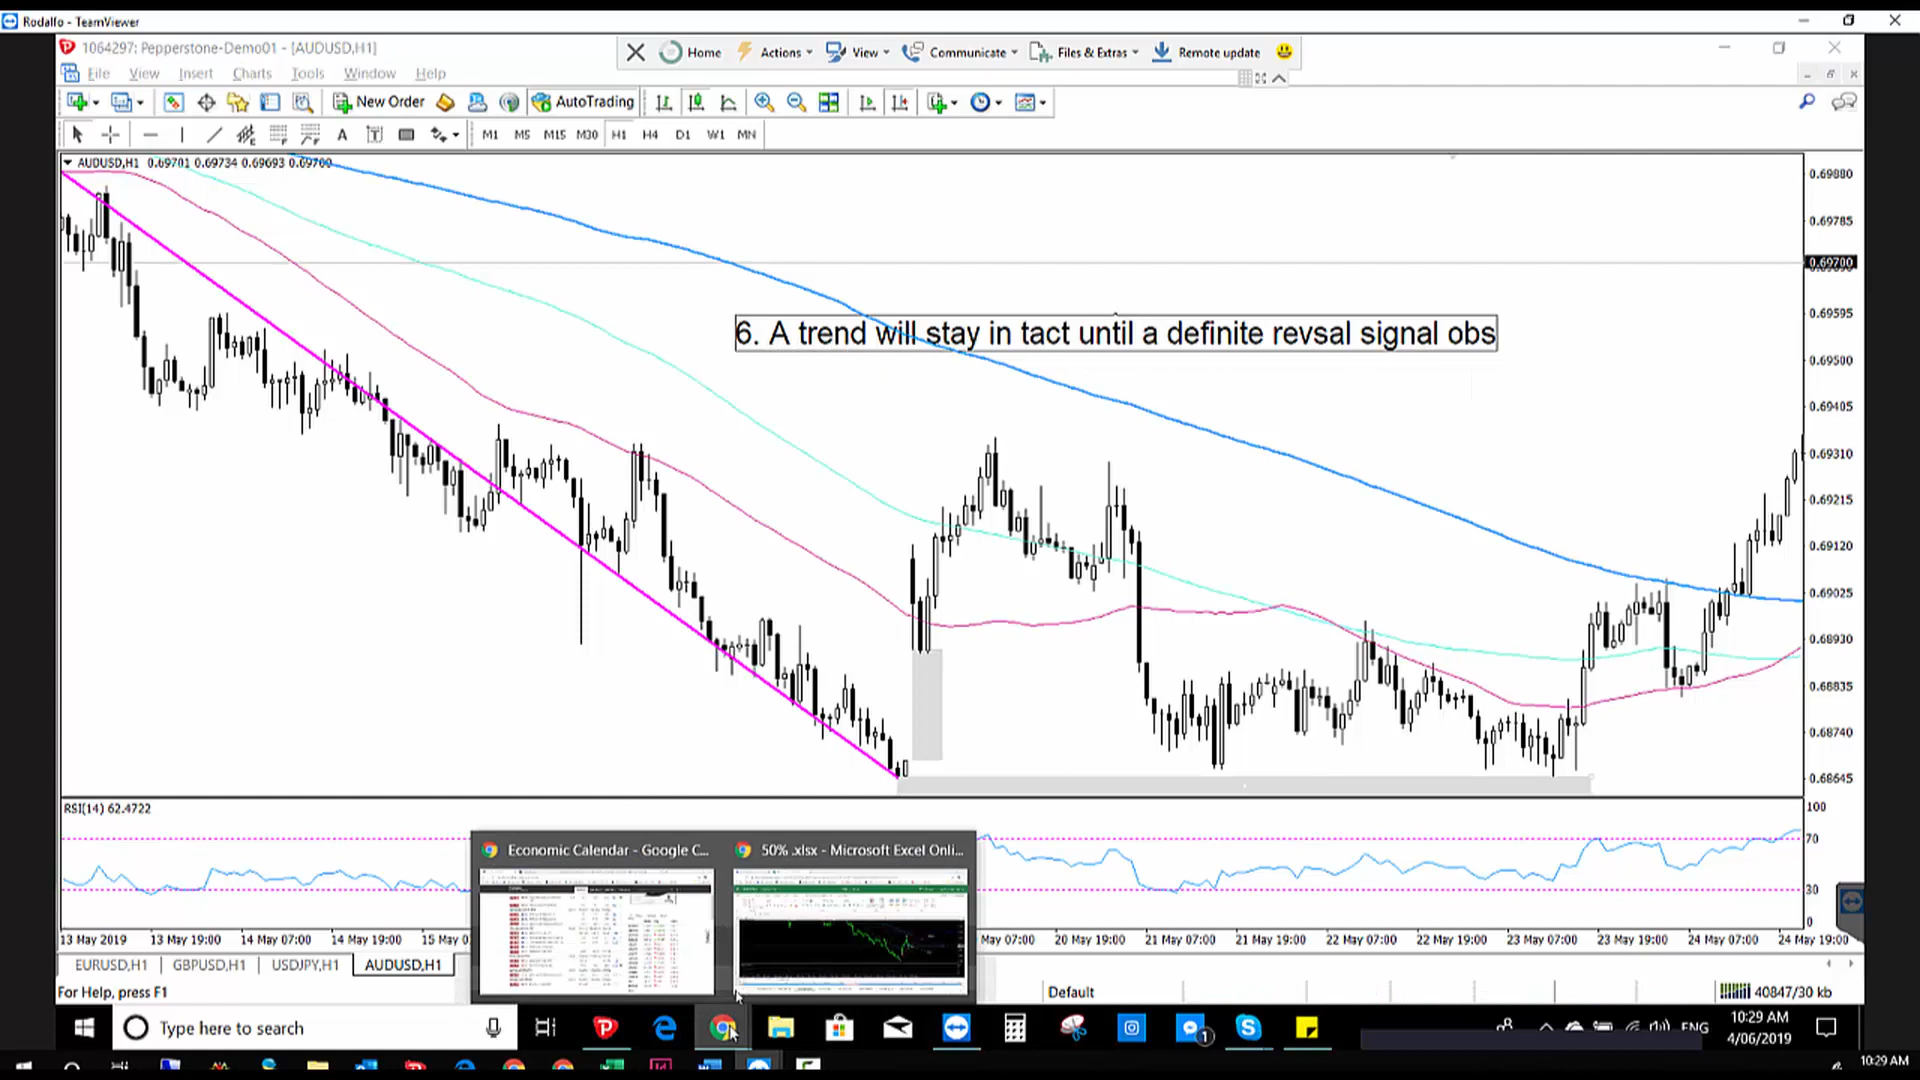 Rodalfo - TeamViewer
1064297: Pepperstone-Demo01 - [AUDUSD,H1]
Home Actions View Communicate Files & Extras Remote update
File View Insert Charts Tools Window Help
New Order AutoTrading
A T M1 M5 M15 M30 H1 H4 D1 W1 MN
AUDUSD,H1 0.69701 0.69734 0.69693 0.69700
0.69880
0.69785
0.69700
6. A trend will stay in tact until a definite revsal signal obs
0.69595
0.69500
0.69405
0.69310
0.69215
0.69120
0.69025
0.68930
0.68835
0.68740
0.68645
RSI(14) 62.4722
100
70
30
0
Economic Calendar - Google C...
50% .xlsx - Microsoft Excel Onli...
13 May 2019 13 May 19:00 14 May 07:00 14 May 19:00 15 May 07:00 20 May 19:00 21 May 07:00 21 May 19:00 22 May 07:00 22 May 19:00 23 May 07:00 23 May 19:00 24 May 07:00 24 May 19:00
EURUSD,H1 GBPUSD,H1 USDJPY,H1 AUDUSD,H1
For Help, press F1
Default
40847/30 kb
Type here to search
1
ENG
10:29 AM
4/06/2019
10:29 AM